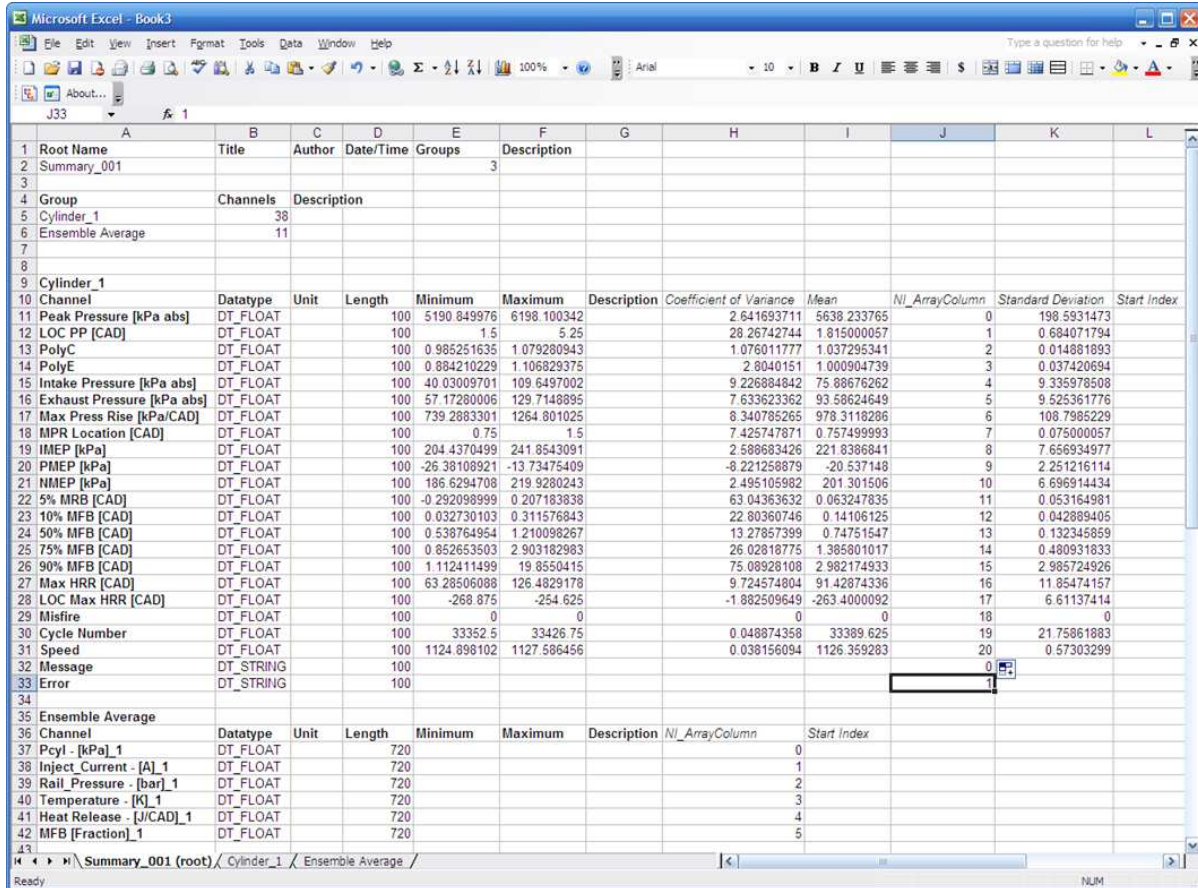 Microsoft Excel - Book3
File Edit View Insert Format Tools Data Window Help Type a question for help
100% Arial 10 B I U $ A
About...
J33 fx 1
A B C D E F G H I J K L
1 Root Name Title Author Date/Time Groups Description
2 Summary_001 3
3
4 Group Channels Description
5 Cylinder_1 38
6 Ensemble Average 11
7
8
9 Cylinder_1
10 Channel Datatype Unit Length Minimum Maximum Description Coefficient of Variance Mean NI_ArrayColumn Standard Deviation Start Index
11 Peak Pressure [kPa abs] DT_FLOAT 100 5190.849976 6198.100342 2.641693711 5638.233765 0 198.5931473
12 LOC PP [CAD] DT_FLOAT 100 1.5 5.25 28.26742744 1.815000057 1 0.684071794
13 PolyC DT_FLOAT 100 0.985251635 1.079280943 1.076011777 1.037295341 2 0.014881893
14 PolyE DT_FLOAT 100 0.884210229 1.106829375 2.8040151 1.000904739 3 0.037420694
15 Intake Pressure [kPa abs] DT_FLOAT 100 40.03009701 109.6497002 9.226884842 75.88676262 4 9.335978508
16 Exhaust Pressure [kPa abs] DT_FLOAT 100 57.17280006 129.7148895 7.633623362 93.58624649 5 9.525361776
17 Max Press Rise [kPa/CAD] DT_FLOAT 100 739.2883301 1264.801025 8.340785265 978.3118286 6 108.7985229
18 MPR Location [CAD] DT_FLOAT 100 0.75 1.5 7.425747871 0.757499993 7 0.075000057
19 IMEP [kPa] DT_FLOAT 100 204.4370499 241.8543091 2.588683426 221.8386841 8 7.656934977
20 PMEP [kPa] DT_FLOAT 100 -26.38108921 -13.73475409 -8.221258879 -20.537148 9 2.251216114
21 NMEP [kPa] DT_FLOAT 100 186.6294708 219.9280243 2.495105982 201.301506 10 6.696914434
22 5% MRB [CAD] DT_FLOAT 100 -0.292098999 0.207183838 63.04363632 0.063247835 11 0.053164981
23 10% MFB [CAD] DT_FLOAT 100 0.032730103 0.311576843 22.80360746 0.14106125 12 0.042889405
24 50% MFB [CAD] DT_FLOAT 100 0.538764954 1.210098267 13.27857399 0.74751547 13 0.132345859
25 75% MFB [CAD] DT_FLOAT 100 0.852653503 2.903182983 26.02818775 1.385801017 14 0.480931833
26 90% MFB [CAD] DT_FLOAT 100 1.112411499 19.8550415 75.08928108 2.982174933 15 2.985724926
27 Max HRR [CAD] DT_FLOAT 100 63.28506088 126.4829178 9.724574804 91.42874336 16 11.85474157
28 LOC Max HRR [CAD] DT_FLOAT 100 -268.875 -254.625 -1.882509649 -263.4000092 17 6.61137414
29 Misfire DT_FLOAT 100 0 0 0 0 18 0
30 Cycle Number DT_FLOAT 100 33352.5 33426.75 0.048874358 33389.625 19 21.75861883
31 Speed DT_FLOAT 100 1124.898102 1127.586456 0.038156094 1126.359283 20 0.57303299
32 Message DT_STRING 100 0
33 Error DT_STRING 100 1
34
35 Ensemble Average
36 Channel Datatype Unit Length Minimum Maximum Description NI_ArrayColumn Start Index
37 Pcyl - [kPa]_1 DT_FLOAT 720 0
38 Inject_Current - [A]_1 DT_FLOAT 720 1
39 Rail_Pressure - [bar]_1 DT_FLOAT 720 2
40 Temperature - [K]_1 DT_FLOAT 720 3
41 Heat Release - [J/CAD]_1 DT_FLOAT 720 4
42 MFB [Fraction]_1 DT_FLOAT 720 5
43
Summary_001 (root) Cylinder_1 Ensemble Average
Ready NUM